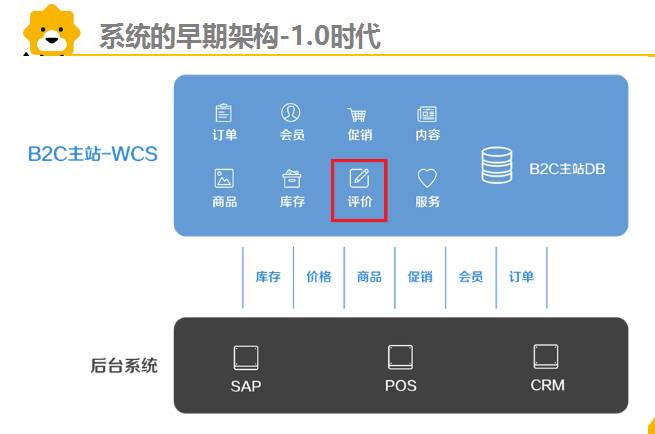 系统的早期架构-1.0时代
B2C主站-WCS
订单 会员 促销 内容
商品 库存 评价 服务
B2C主站DB
库存 价格 商品 促销 会员 订单
后台系统
SAP POS CRM